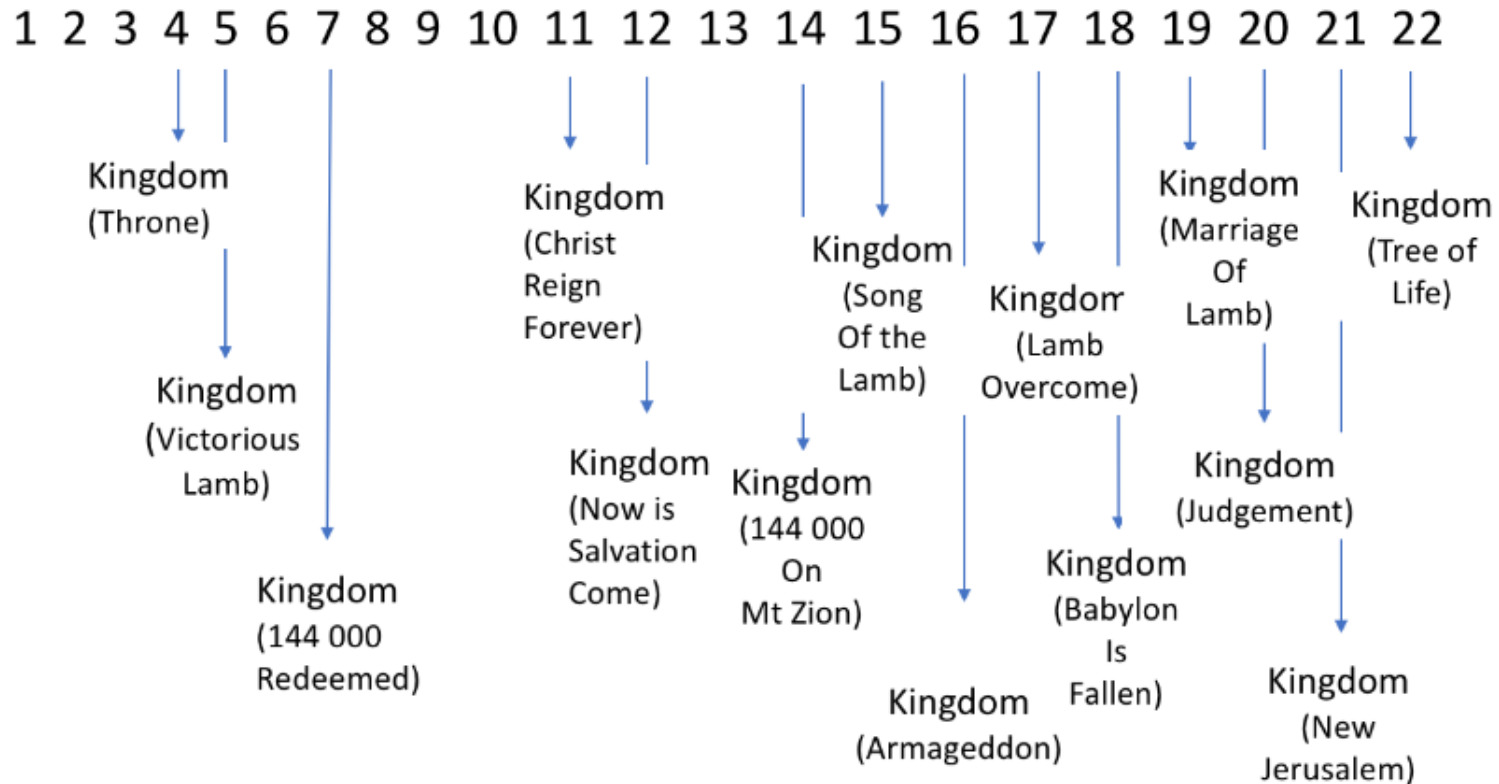 1 2 3 4 5 6 7 8 9 10 11 12 13 14 15 16 17 18 19 20 21 22
Kingdom
(Throne)
Kingdom
(Victorious
Lamb)
Kingdom
(144 000
Redeemed)
Kingdom
(Christ
Reign
Forever)
Kingdom
(Now is
Salvation
Come)
Kingdom
(144 000
On
Mt Zion)
Kingdom
(Song
Of the
Lamb)
Kingdom
(Armageddon)
Kingdom
(Lamb
Overcome)
Kingdom
(Babylon
Is
Fallen)
Kingdom
(Marriage
Of
Lamb)
Kingdom
(Judgement)
Kingdom
(New
Jerusalem)
Kingdom
(Tree of
Life)